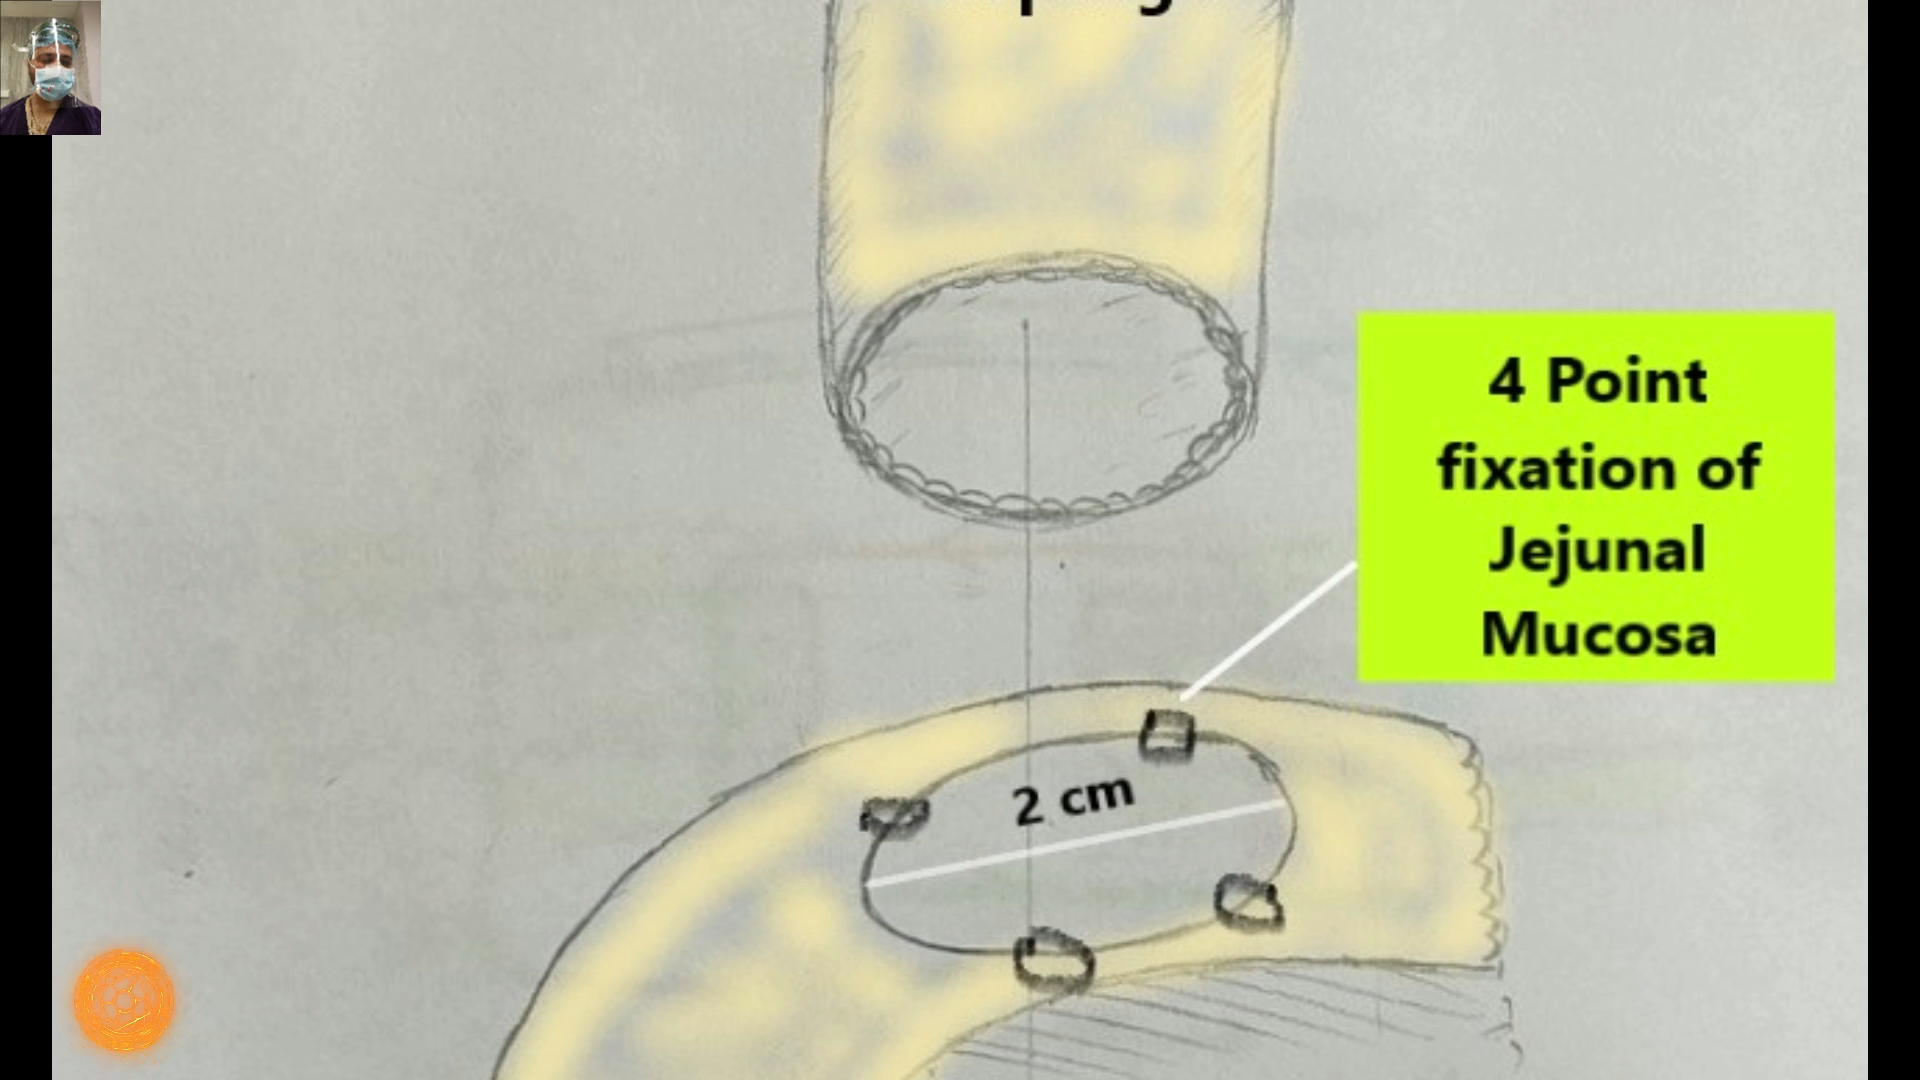 2 cm
4 Point
fixation of
Jejunal
Mucosa